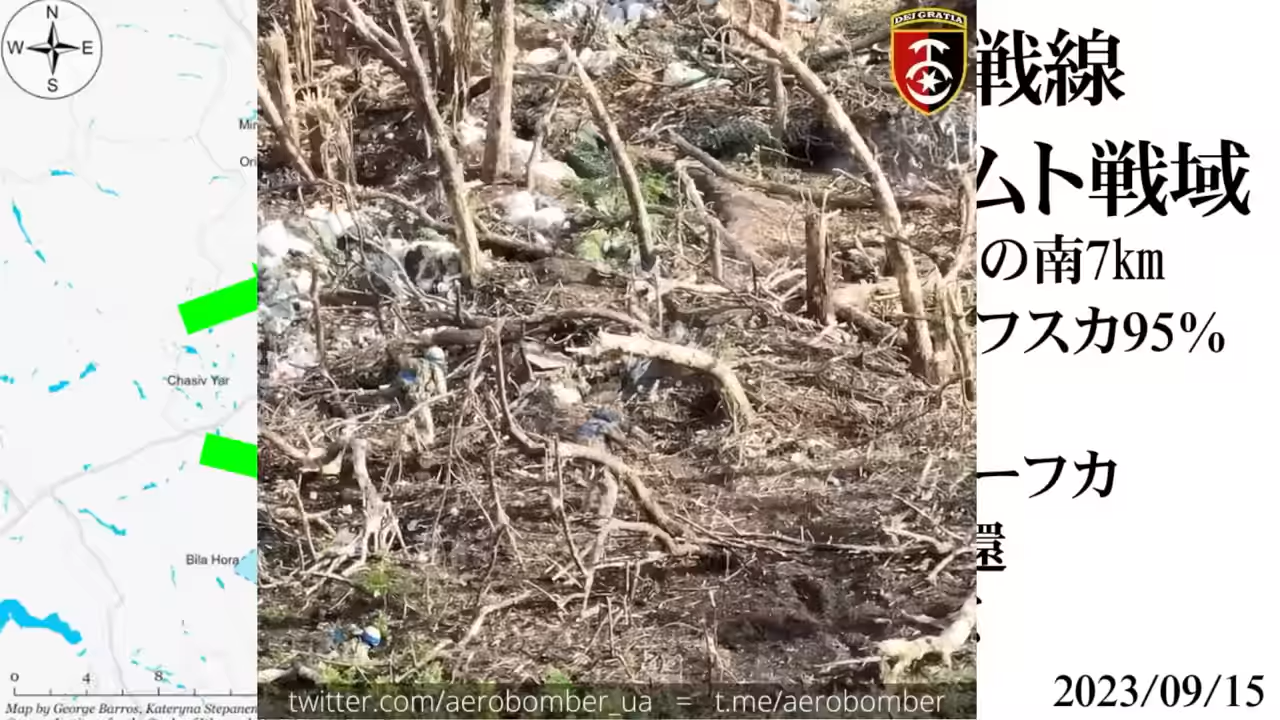 N
W E
S
Chasiv Yar
Bila Hora
0 4 8
Map by George Barros, Kateryna Stepanen
DEI GRATIA
twitter.com/aerobomber_ua = t.me/aerobomber
戦線
ムト戦域
の南7km
フスカ95%
ーフカ
還
2023/09/15